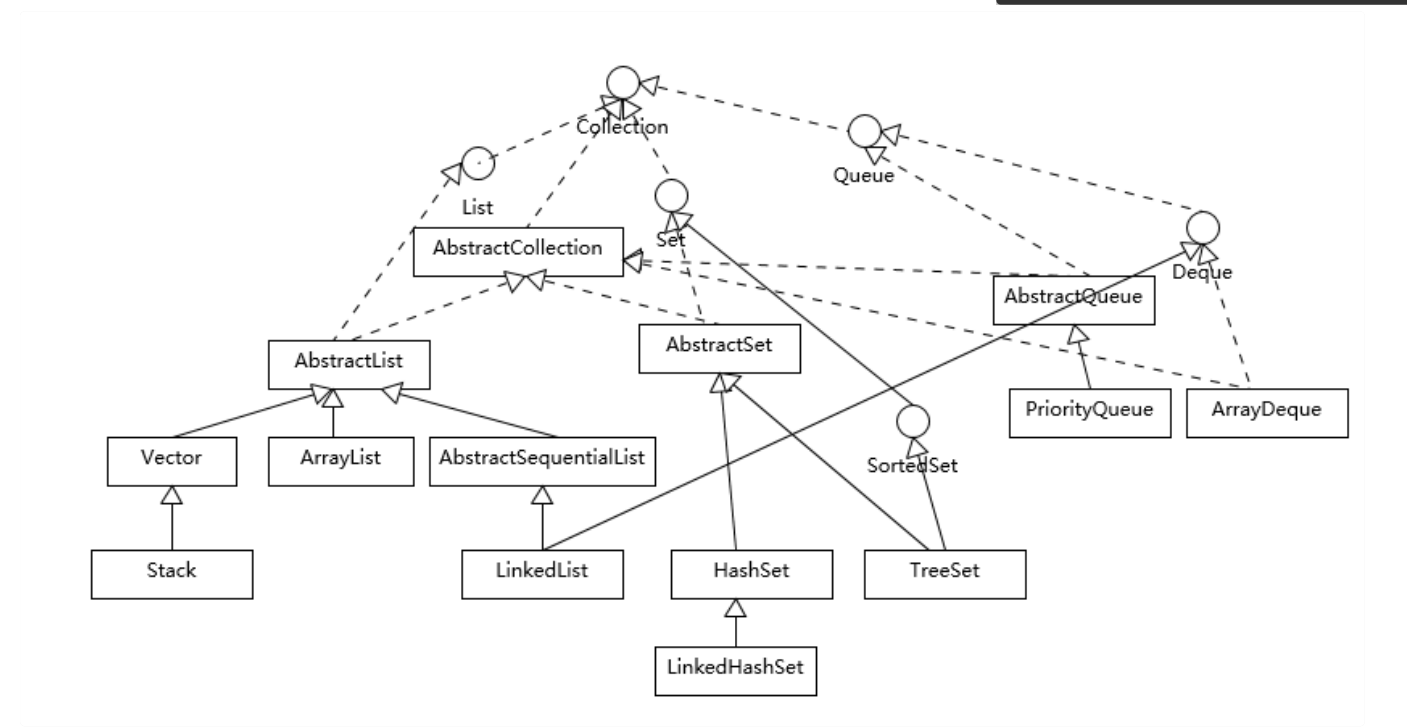 Collection
Queue
List
Set
AbstractCollection
Deque
AbstractQueue
AbstractList
AbstractSet
PriorityQueue
ArrayDeque
Vector
ArrayList
AbstractSequentialList
SortedSet
Stack
LinkedList
HashSet
TreeSet
LinkedHashSet